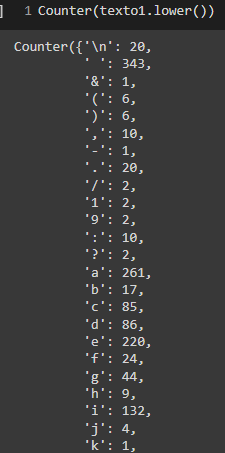 ] 1 Counter(texto1.lower())
Counter({'\n': 20,
' ': 343,
'&': 1,
'(': 6,
')': 6,
',': 10,
'-': 1,
'.': 20,
'/': 2,
'1': 2,
'9': 2,
':': 10,
'?': 2,
'a': 261,
'b': 17,
'c': 85,
'd': 86,
'e': 220,
'f': 24,
'g': 44,
'h': 9,
'i': 132,
'j': 4,
'k': 1,